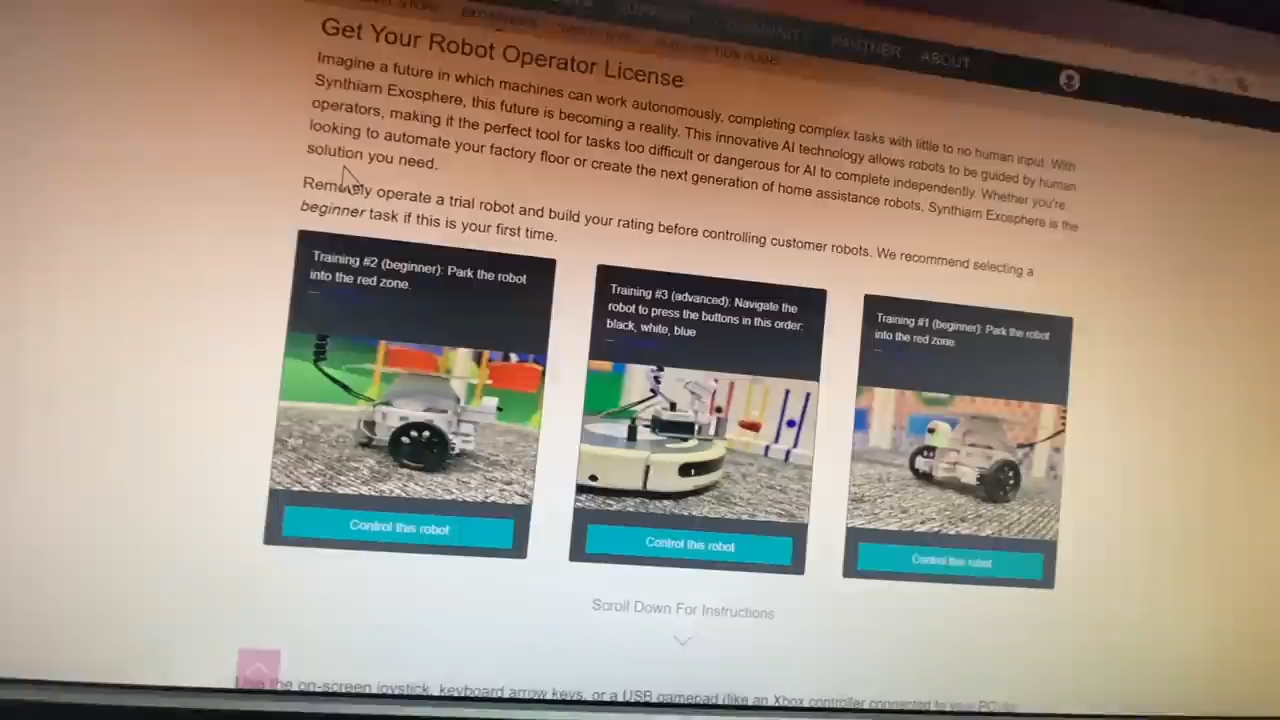 SUPPORT COMMUNITY PARTNER ABOUT
Get Your Robot Operator License
Imagine a future in which machines can work autonomously, completing complex tasks with little to no human input. With
Synthiam Exosphere, this future is becoming a reality. This innovative AI technology allows robots to be guided by human
operators, making it the perfect tool for tasks too difficult or dangerous for AI to complete independently. Whether you're
looking to automate your factory floor or create the next generation of home assistance robots, Synthiam Exosphere is the
solution you need.
Remotely operate a trial robot and build your rating before controlling customer robots. We recommend selecting a
beginner task if this is your first time.
Training #2 (beginner): Park the robot
into the red zone.
Control this robot
Training #3 (advanced): Navigate the
robot to press the buttons in this order:
black, white, blue
Control this robot
Training #1 (beginner): Park the robot
into the red zone.
Control this robot
Scroll Down For Instructions
the on-screen joystick, keyboard arrow keys, or a USB gamepad (like an Xbox controller connected to your PC)